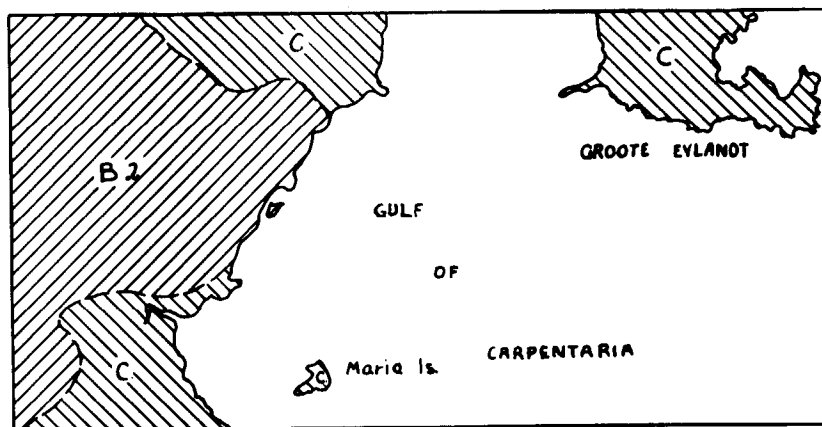 C
C
GROOTE EYLANDT
B2
GULF
OF
Maria Is.
CARPENTARIA
C
C